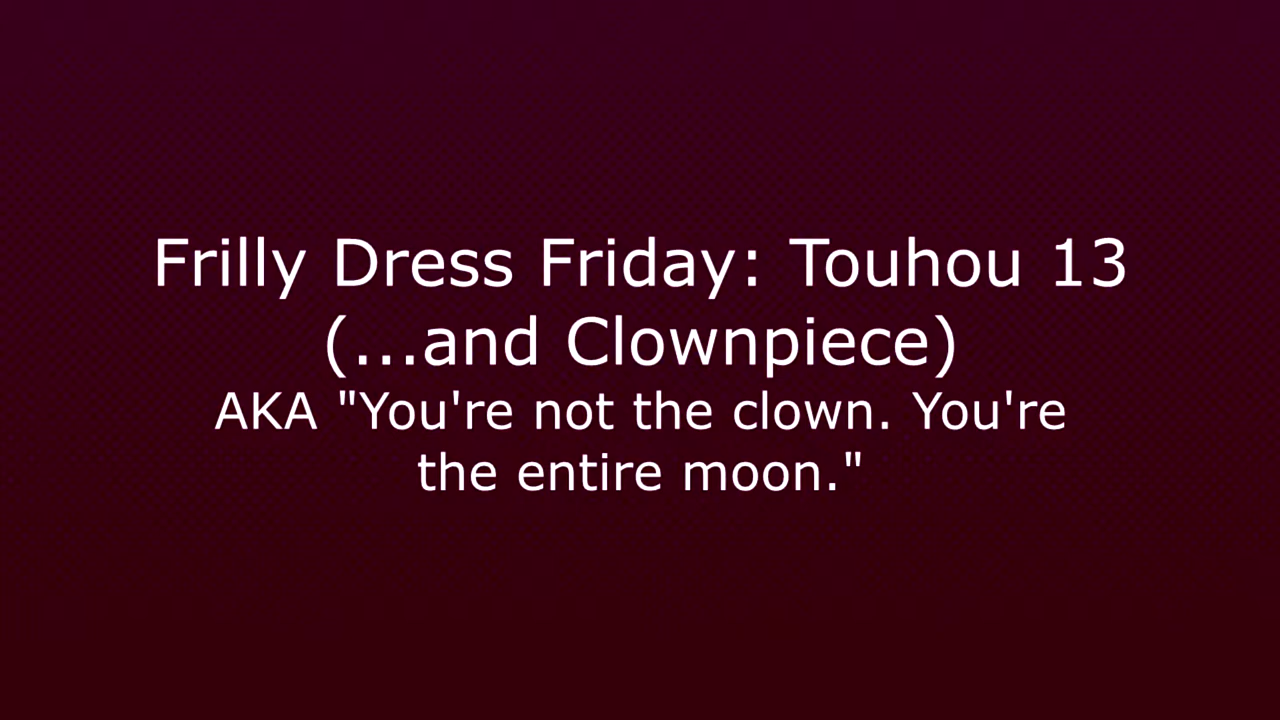 Frilly Dress Friday: Touhou 13
(...and Clownpiece)
AKA "You're not the clown. You're
the entire moon."